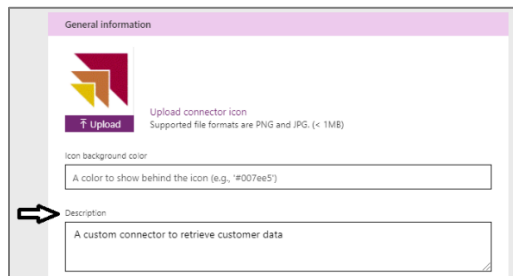 General information
Upload connector icon
Upload
Supported file formats are PNG and JPG. (< 1MB)
Icon background color
A color to show behind the icon (e.g., '#007ee5')
Description
A custom connector to retrieve customer data